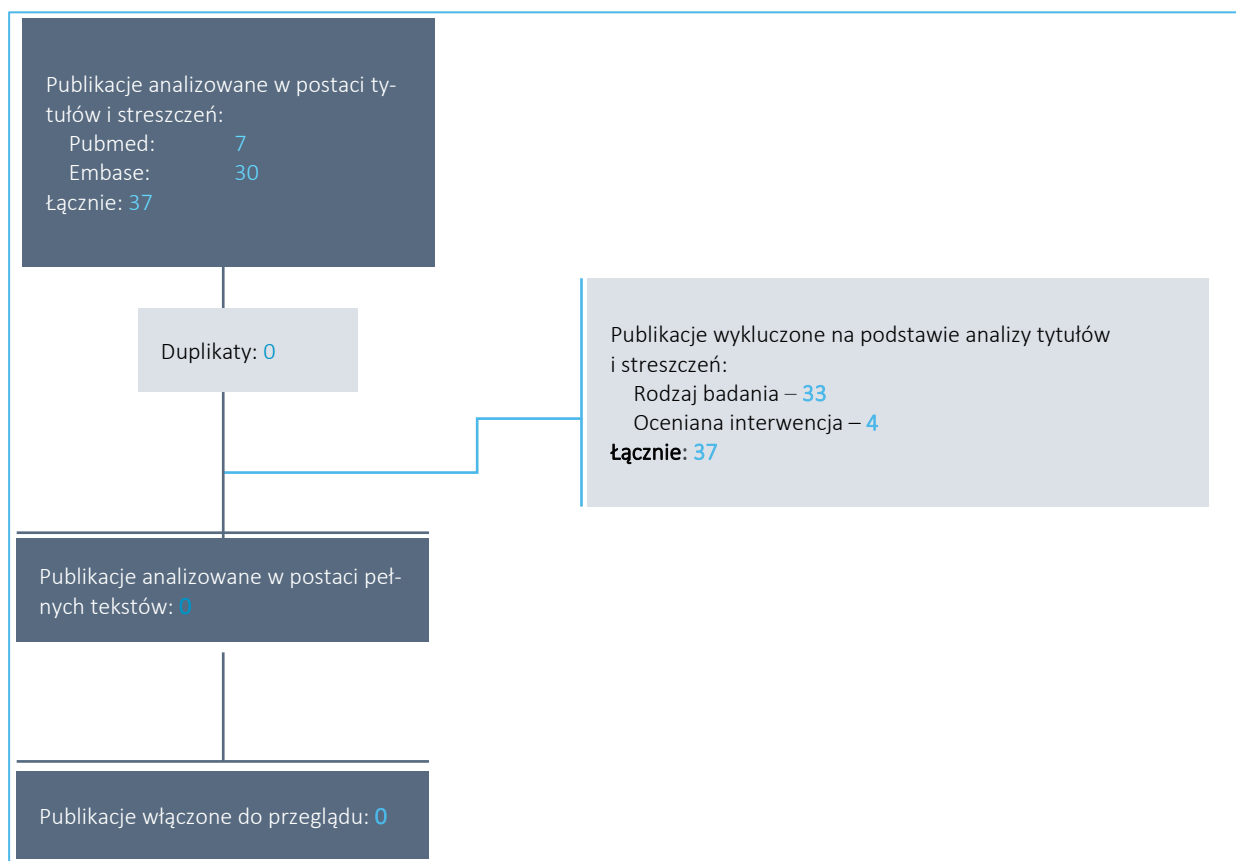 Publikacje analizowane w postaci ty-
tułów i streszczeń:
Pubmed: 7
Embase: 30
Łącznie: 37
Duplikaty: 0
Publikacje wykluczone na podstawie analizy tytułów
i streszczeń:
Rodzaj badania – 33
Oceniana interwencja – 4
Łącznie: 37
Publikacje analizowane w postaci peł-
nych tekstów: 0
Publikacje włączone do przeglądu: 0